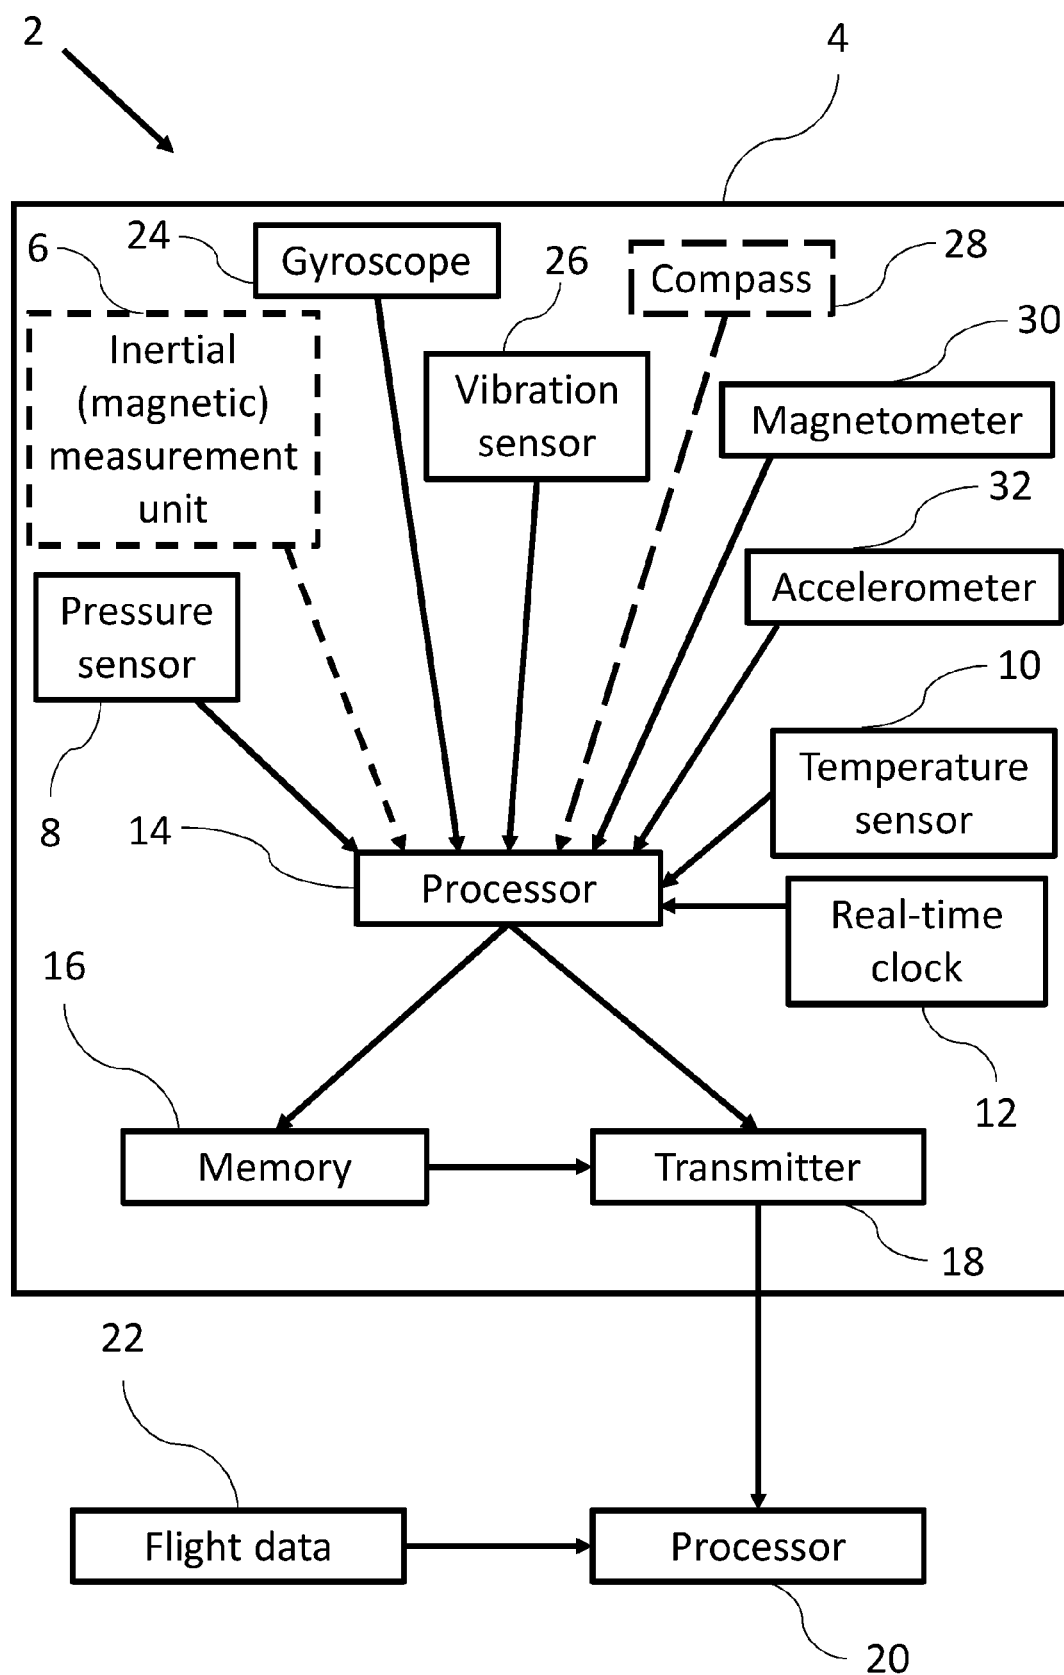 2
4
6
24
Gyroscope
26
Compass
28
Inertial
(magnetic)
measurement
unit
Vibration
sensor
30
Magnetometer
32
Accelerometer
Pressure
sensor
8
10
Temperature
sensor
14
Processor
Real-time
clock
12
16
Memory
Transmitter
18
22
Flight data
Processor
20